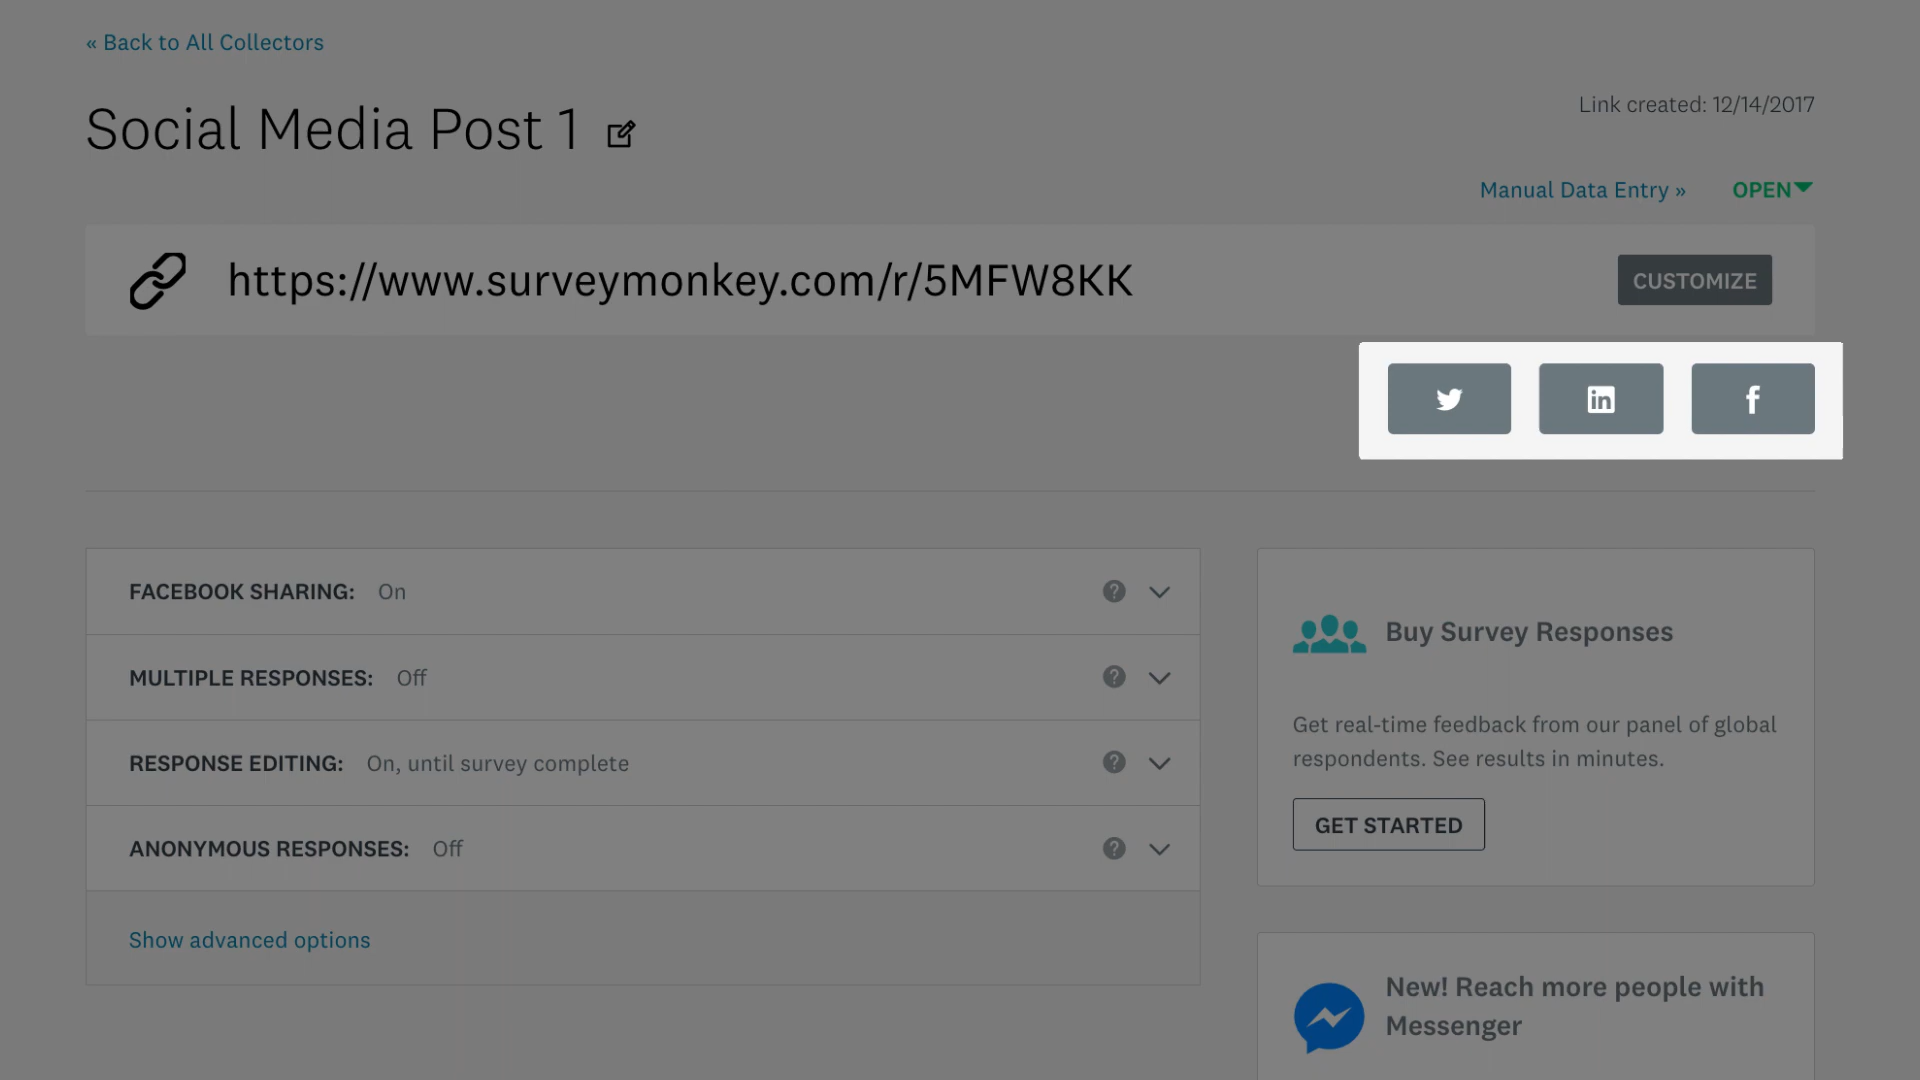 « Back to All Collectors
Social Media Post 1
Link created: 12/14/2017
Manual Data Entry »
OPEN
https://www.surveymonkey.com/r/5MFW8KK
CUSTOMIZE
in
f
FACEBOOK SHARING: On
?
MULTIPLE RESPONSES: Off
?
RESPONSE EDITING: On, until survey complete
?
ANONYMOUS RESPONSES: Off
?
Show advanced options
Buy Survey Responses
Get real-time feedback from our panel of global
respondents. See results in minutes.
GET STARTED
New! Reach more people with
Messenger